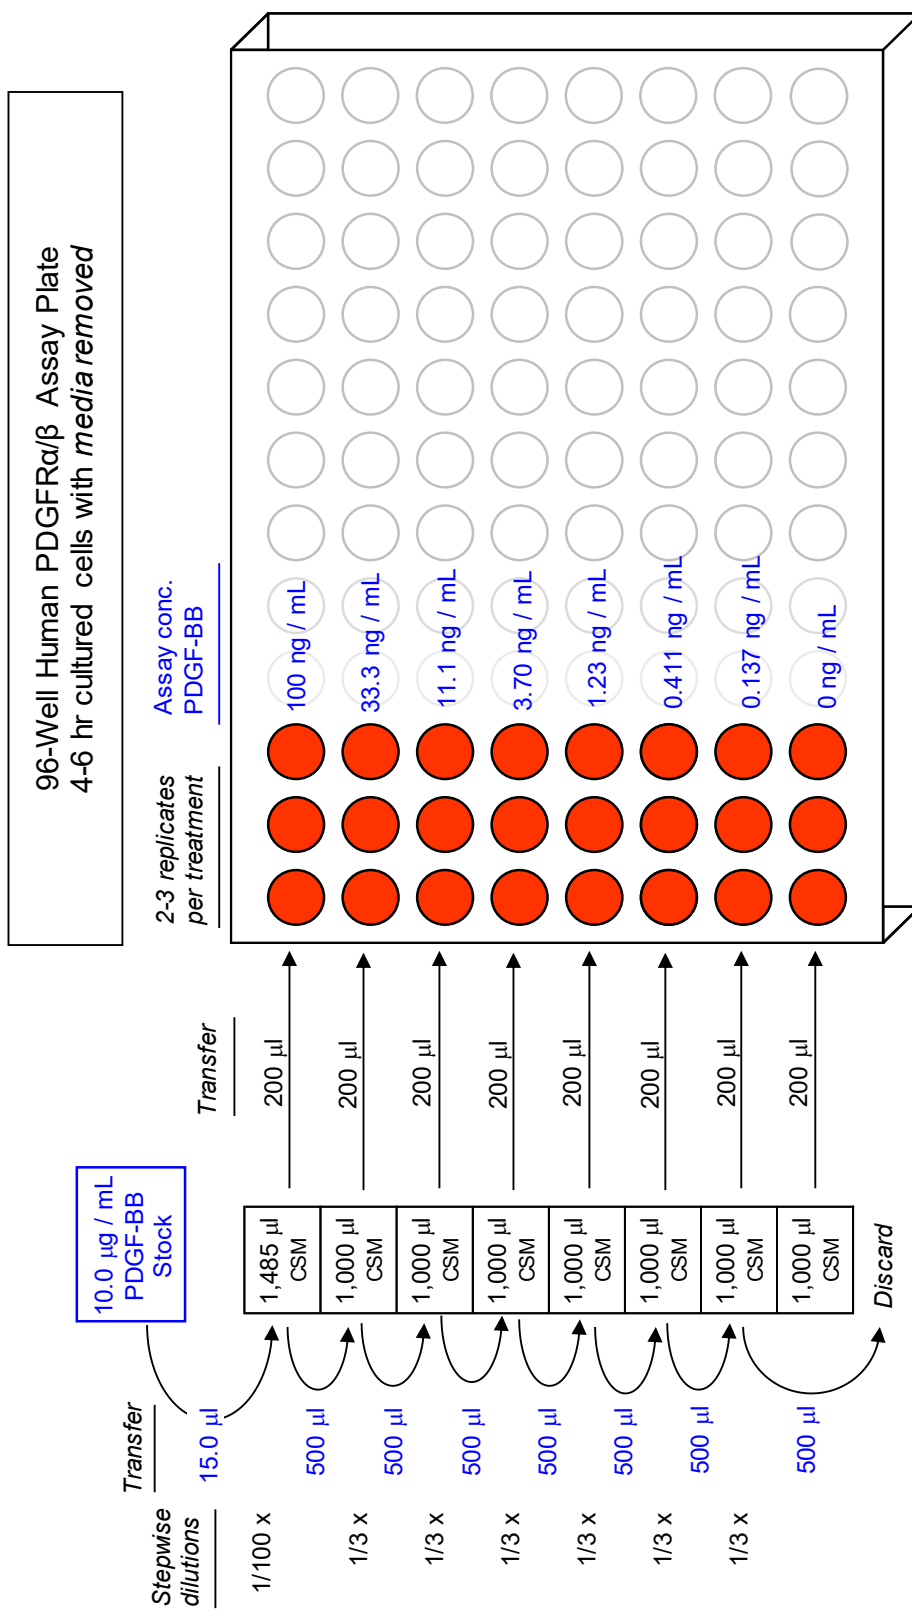 96-Well Human PDGFRα/β Assay Plate
4-6 hr cultured cells with media removed
10.0 µg / mL
PDGF-BB
Stock
Stepwise
dilutions
Transfer
Transfer
2-3 replicates
per treatment
Assay conc.
PDGF-BB
15.0 µl
1/100 x
1,485 µl
CSM
200 µl
100 ng / mL
500 µl
1/3 x
1,000 µl
CSM
200 µl
33.3 ng / mL
500 µl
1/3 x
1,000 µl
CSM
200 µl
11.1 ng / mL
500 µl
1/3 x
1,000 µl
CSM
200 µl
3.70 ng / mL
500 µl
1/3 x
1,000 µl
CSM
200 µl
1.23 ng / mL
500 µl
1/3 x
1,000 µl
CSM
200 µl
0.411 ng / mL
500 µl
1/3 x
1,000 µl
CSM
200 µl
0.137 ng / mL
500 µl
1,000 µl
CSM
200 µl
0 ng / mL
Discard